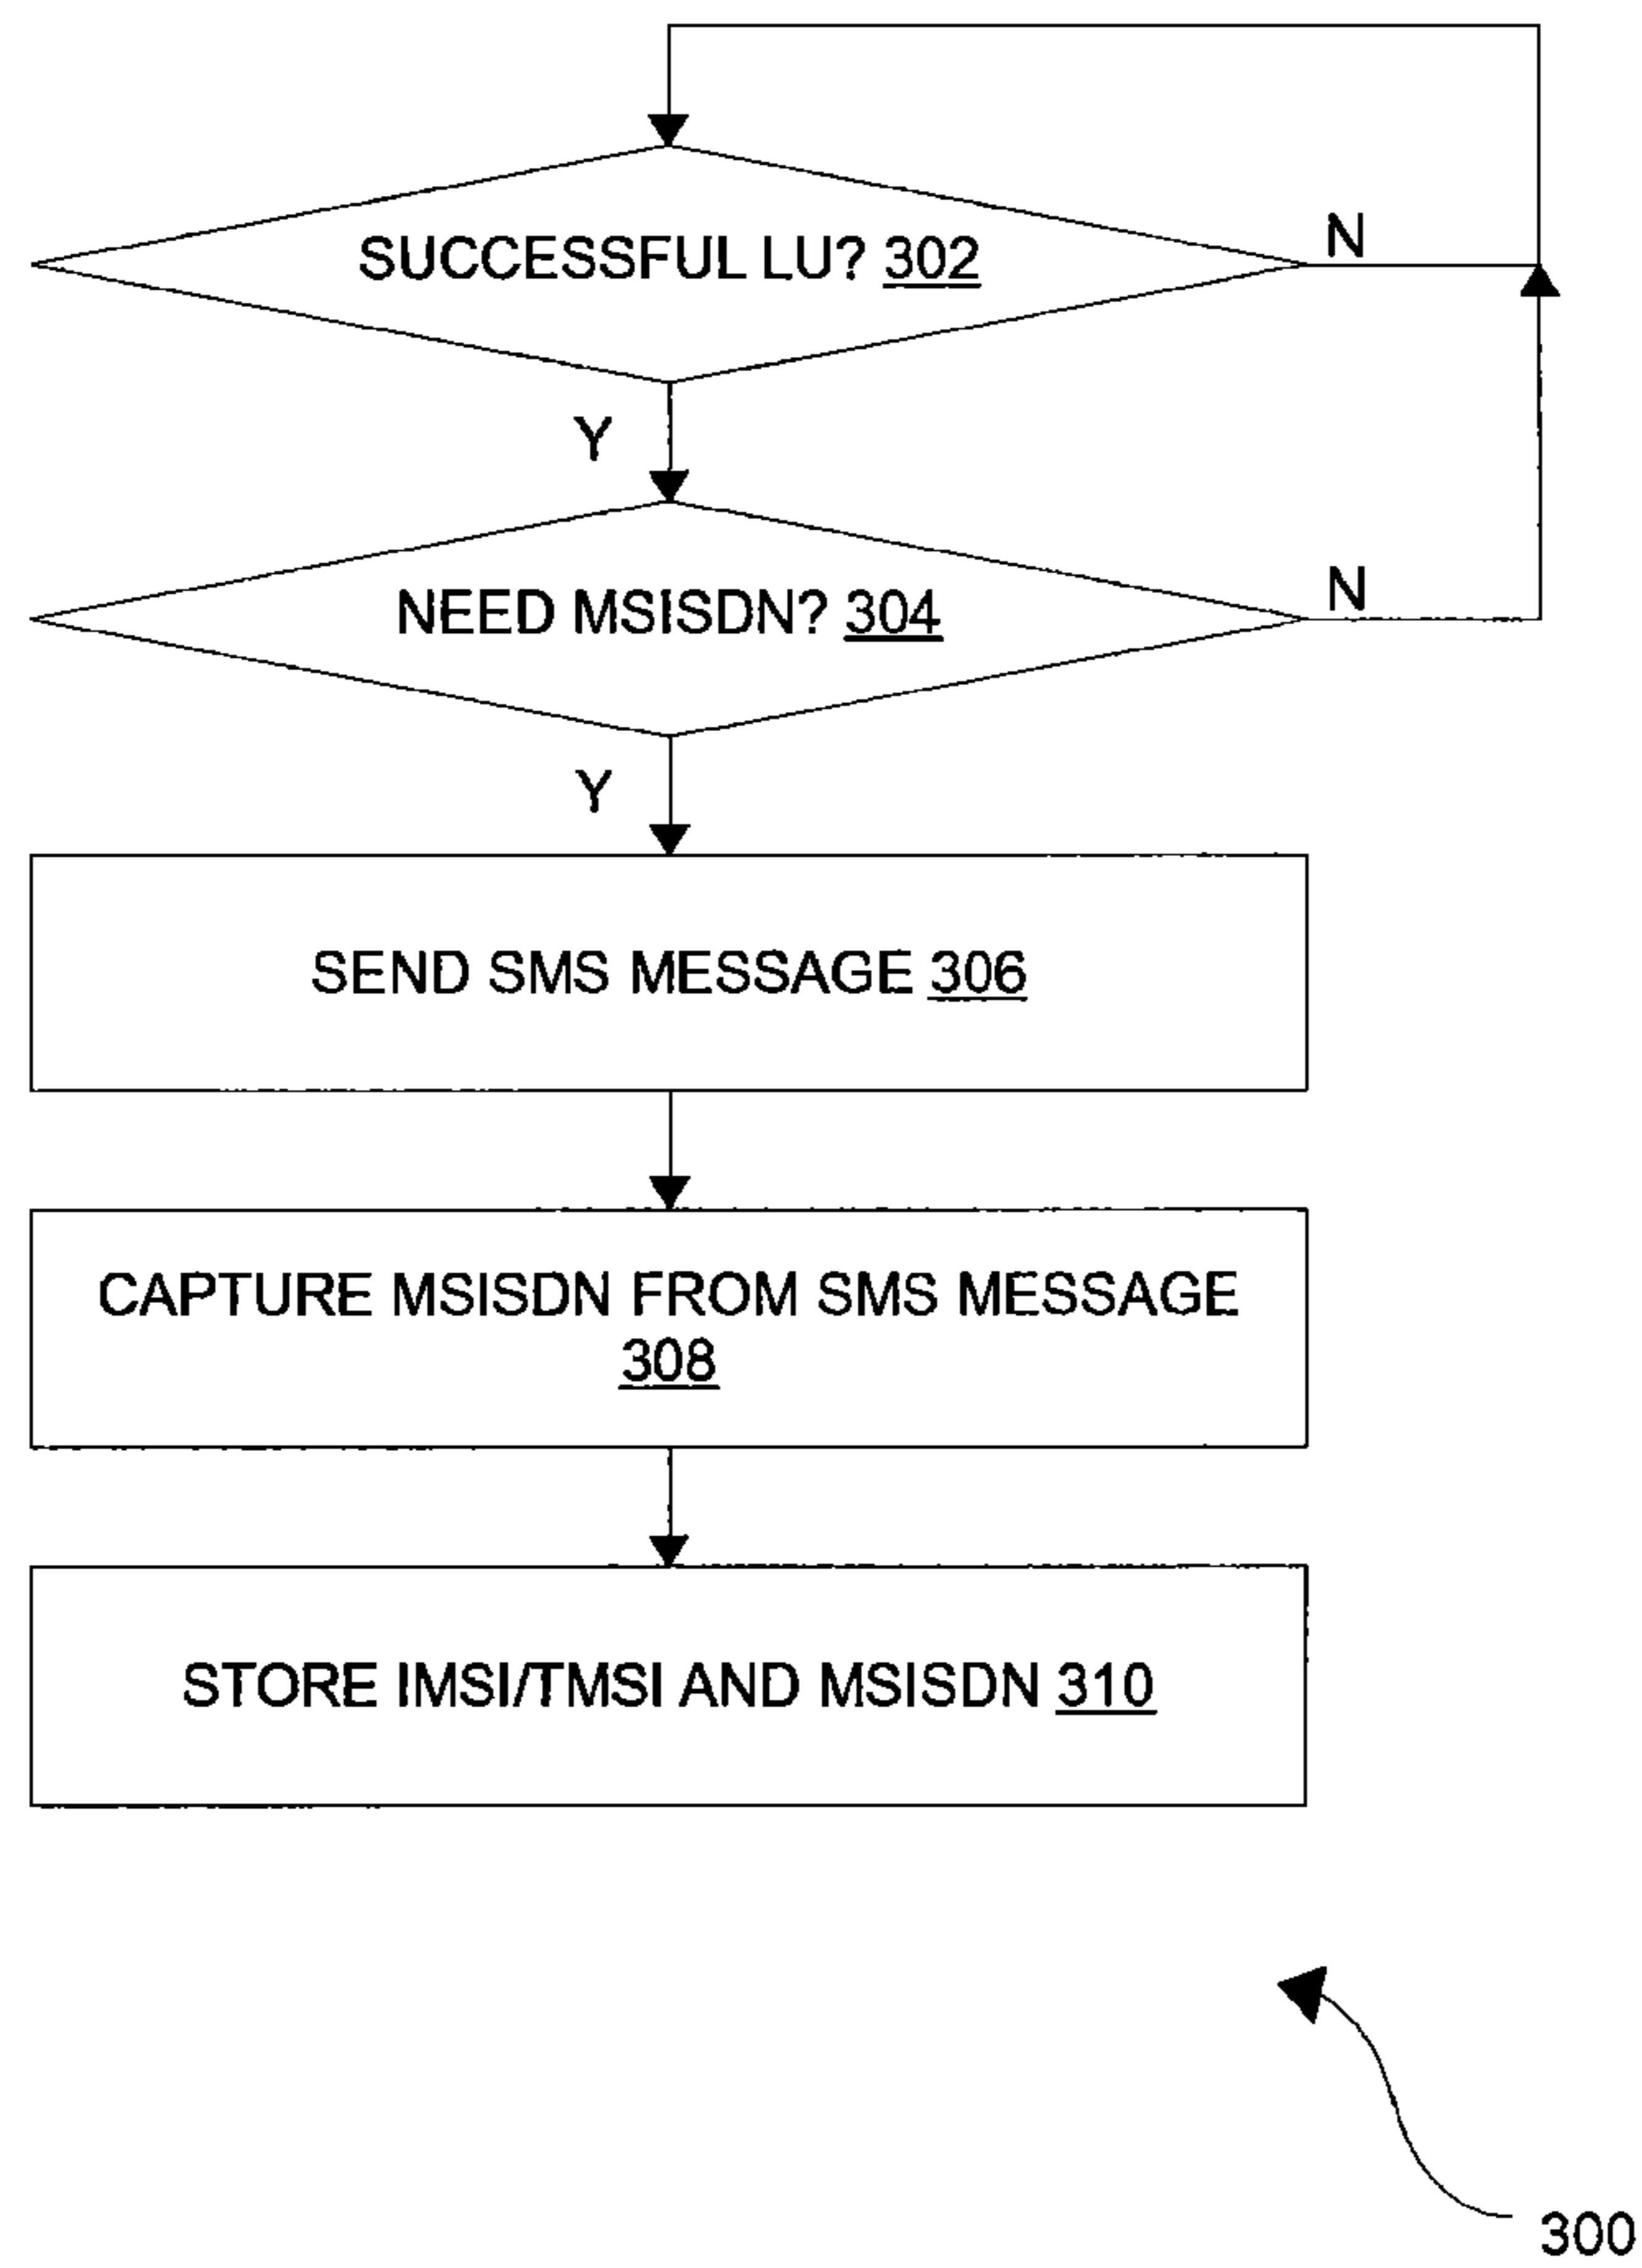 SUCCESSFUL LU? 302
N
Y
NEED MSISDN? 304
N
Y
SEND SMS MESSAGE 306
CAPTURE MSISDN FROM SMS MESSAGE
308
STORE IMSI/TMSI AND MSISDN 310
300